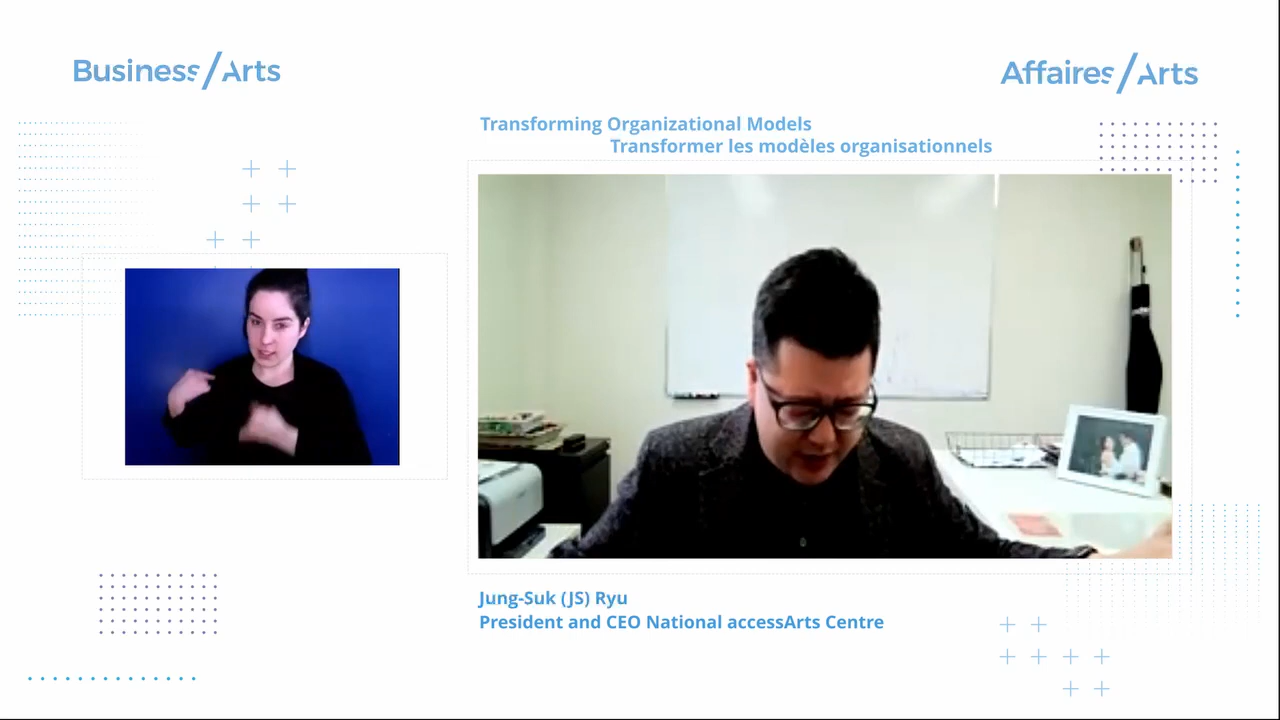 Business/Arts
Affaires/Arts
Transforming Organizational Models
Transformer les modèles organisationnels
Jung-Suk (JS) Ryu
President and CEO National accessArts Centre